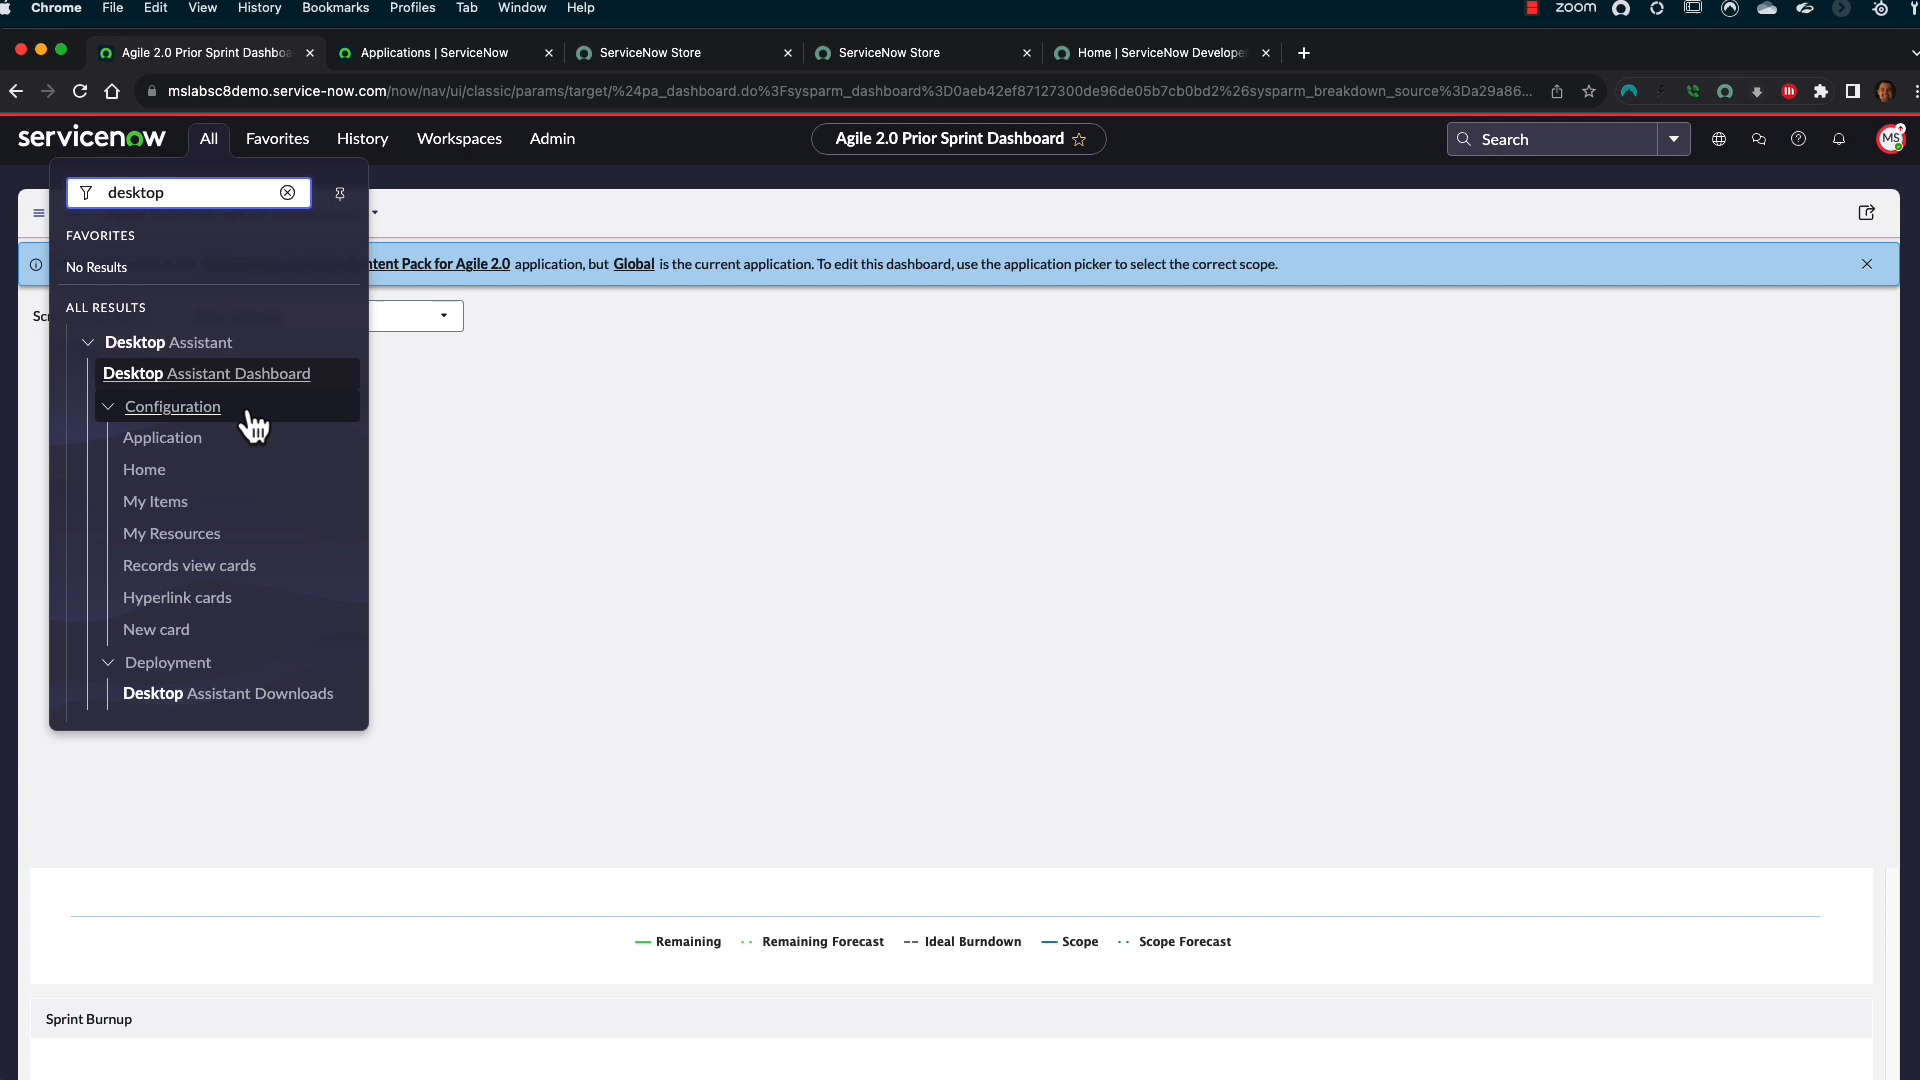 Chrome File Edit View History Bookmarks Profiles Tab Window Help zoom
Agile 2.0 Prior Sprint Dashboa Applications | ServiceNow ServiceNow Store ServiceNow Store Home | ServiceNow Develope
mslabsc8demo.service-now.com/now/nav/ui/classic/params/target/%24pa_dashboard.do%3Fsysparm_dashboard%3D0aeb42ef87127300de96de05b7cb0bd2%26sysparm_breakdown_source%3Da29a86...
servicenow All Favorites History Workspaces Admin Agile 2.0 Prior Sprint Dashboard Search MS
desktop
FAVORITES
No Results
ntent Pack for Agile 2.0 application, but Global is the current application. To edit this dashboard, use the application picker to select the correct scope.
ALL RESULTS
Scr
Desktop Assistant
Desktop Assistant Dashboard
Configuration
Application
Home
My Items
My Resources
Records view cards
Hyperlink cards
New card
Deployment
Desktop Assistant Downloads
Remaining Remaining Forecast Ideal Burndown Scope Scope Forecast
Sprint Burnup